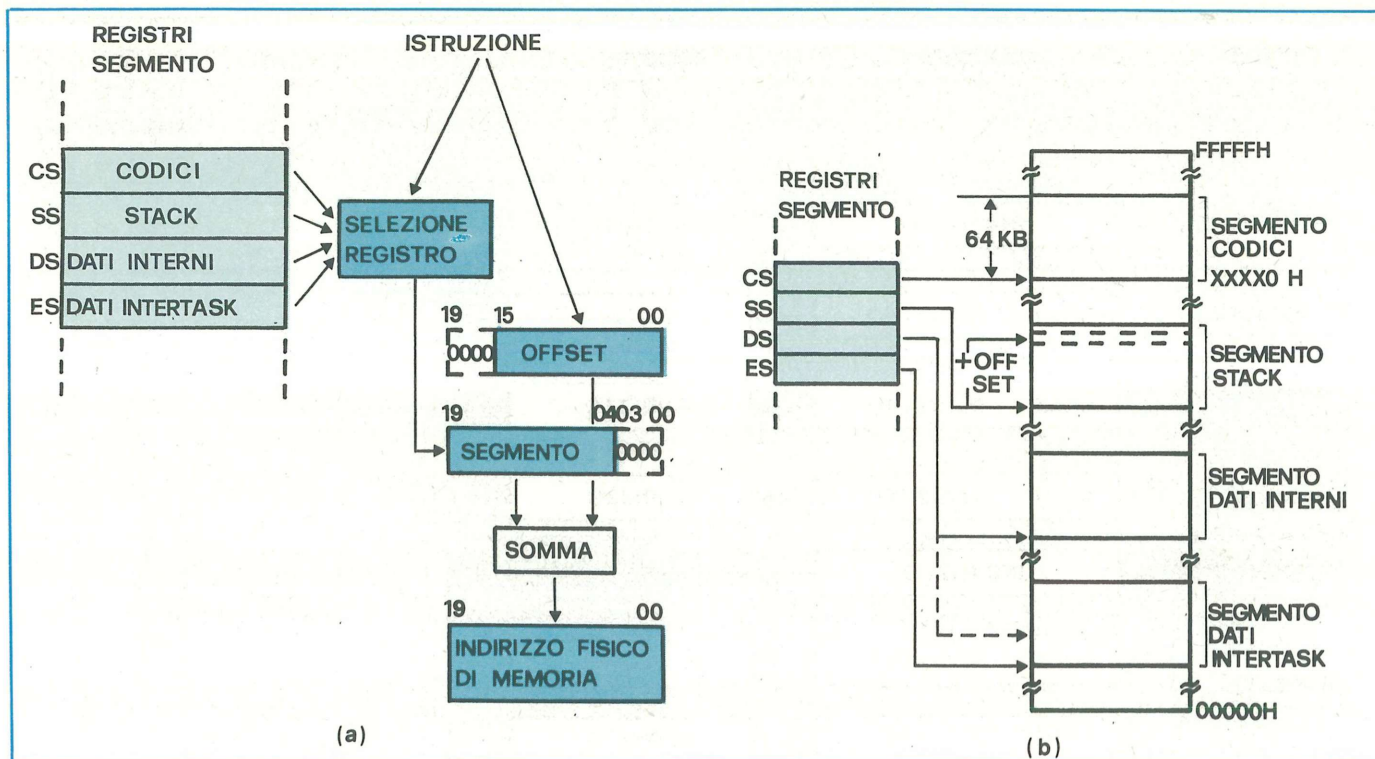 REGISTRI
SEGMENTO
ISTRUZIONE
CS CODICI
SS STACK
DS DATI INTERNI
ES DATI INTERTASK
SELEZIONE
REGISTRO
19 15 00
0000 OFFSET
19 0403 00
SEGMENTO 0000
SOMMA
19 00
INDIRIZZO FISICO
DI MEMORIA
(a)
REGISTRI
SEGMENTO
CS
SS
DS
ES
64 KB
+OFF
SET
FFFFFH
SEGMENTO
CODICI
XXXX0 H
SEGMENTO
STACK
SEGMENTO
DATI INTERNI
SEGMENTO
DATI
INTERTASK
00000H
(b)